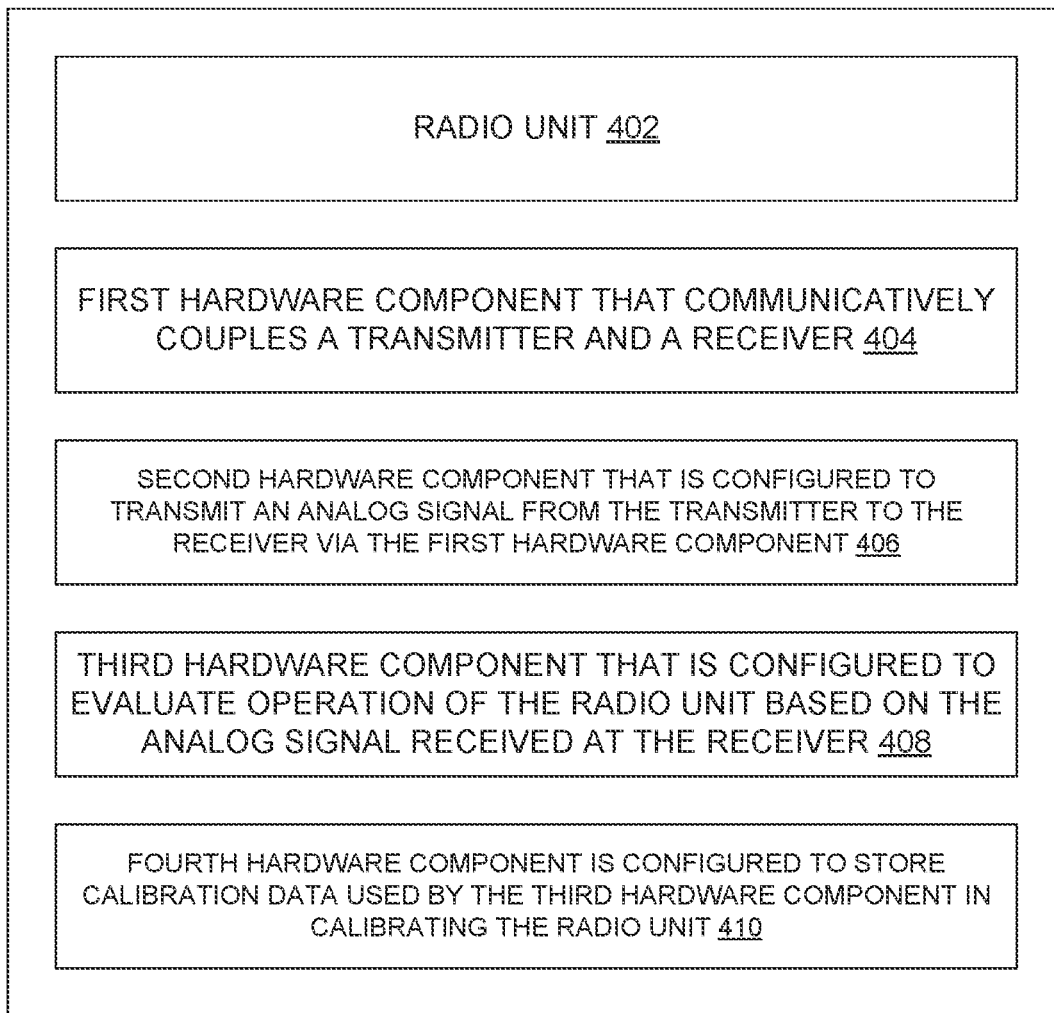 RADIO UNIT 402
FIRST HARDWARE COMPONENT THAT COMMUNICATIVELY
COUPLES A TRANSMITTER AND A RECEIVER 404
SECOND HARDWARE COMPONENT THAT IS CONFIGURED TO
TRANSMIT AN ANALOG SIGNAL FROM THE TRANSMITTER TO THE
RECEIVER VIA THE FIRST HARDWARE COMPONENT 406
THIRD HARDWARE COMPONENT THAT IS CONFIGURED TO
EVALUATE OPERATION OF THE RADIO UNIT BASED ON THE
ANALOG SIGNAL RECEIVED AT THE RECEIVER 408
FOURTH HARDWARE COMPONENT IS CONFIGURED TO STORE
CALIBRATION DATA USED BY THE THIRD HARDWARE COMPONENT IN
CALIBRATING THE RADIO UNIT 410